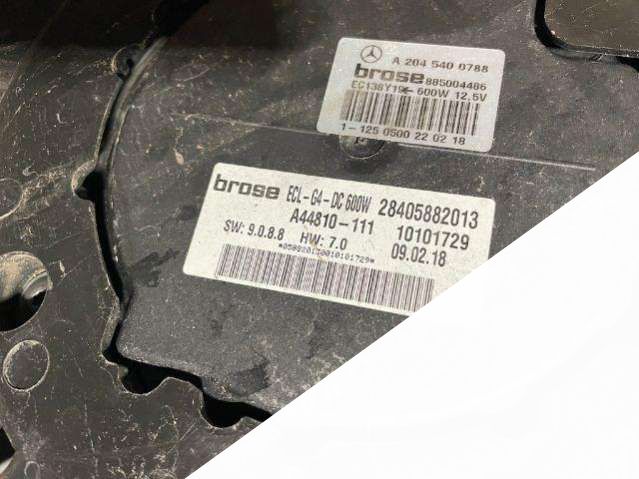 A 204 540 0788
brose 885004486
EC138Y19- 600W 12,5V
1-125 0500 22 02 18
brose ECL-G4-DC 600W 28405882013
A44810-111 10101729
SW: 9.0.8.8 HW: 7.0 09.02.18